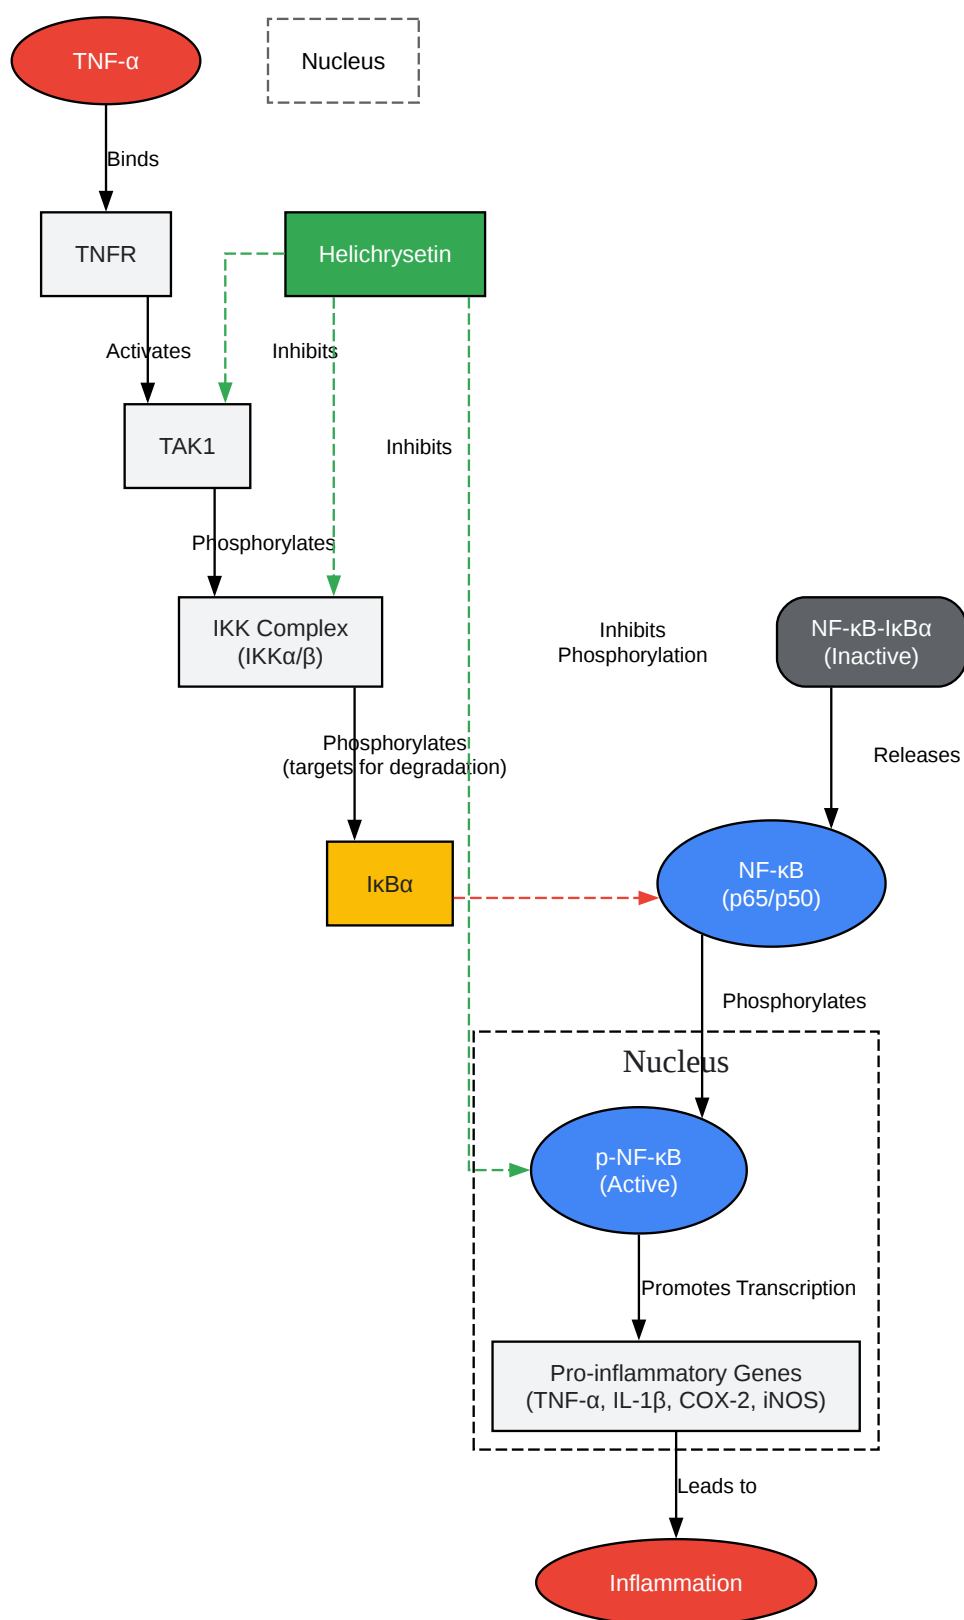 TNF-α
Nucleus
Binds
TNFR
Helichrysetin
Activates
Inhibits
TAK1
Inhibits
Phosphorylates
IKK Complex
(IKKα/β)
Inhibits
Phosphorylation
NF-κB-IκBα
(Inactive)
Phosphorylates
(targets for degradation)
Releases
IκBα
NF-κB
(p65/p50)
Phosphorylates
Nucleus
p-NF-κB
(Active)
Promotes Transcription
Pro-inflammatory Genes
(TNF-α, IL-1β, COX-2, iNOS)
Leads to
Inflammation